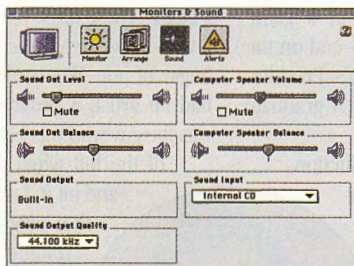 Monitors & Sound
Monitor Arrange Sound Alerts
Sound Out Level
Mute
Computer Speaker Volume
Mute
Sound Out Balance
Computer Speaker Balance
Sound Output
Built-in
Sound Input
Internal CD
Sound Output Quality
44.100 kHz